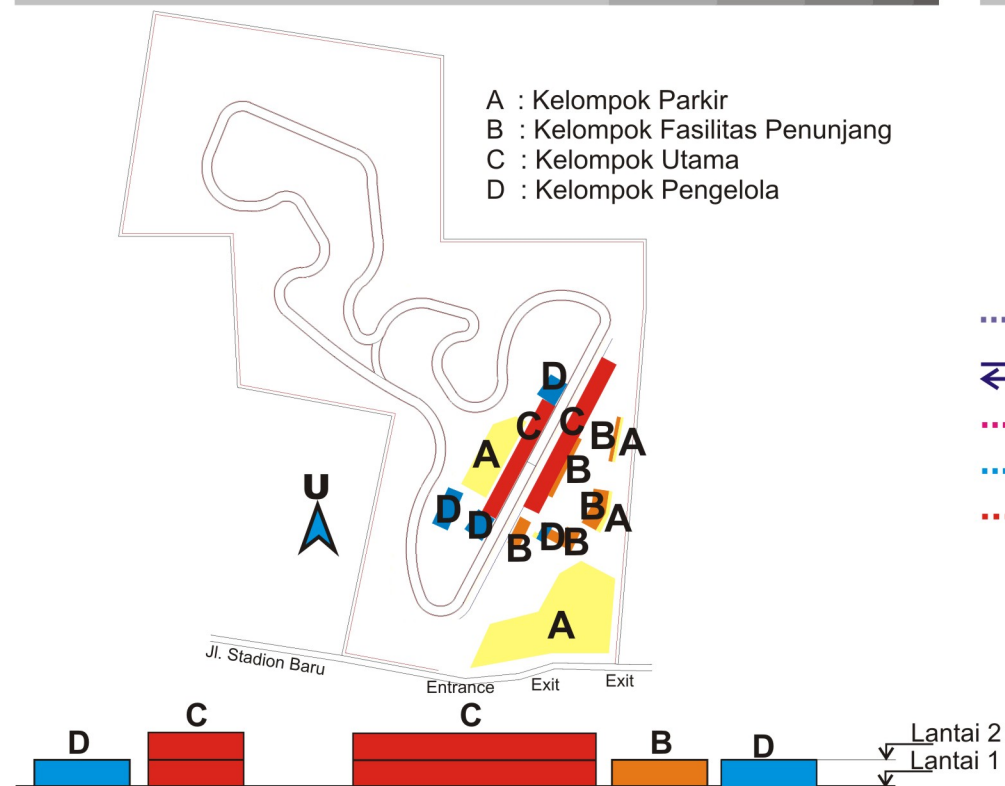 A : Kelompok Parkir
B : Kelompok Fasilitas Penunjang
C : Kelompok Utama
D : Kelompok Pengelola
D
C
C
B
A
B
A
D
B
U
D
B
A
B
D
B
A
Jl. Stadion Baru
Entrance
Exit
Exit
D
C
C
B
D
Lantai 2
Lantai 1